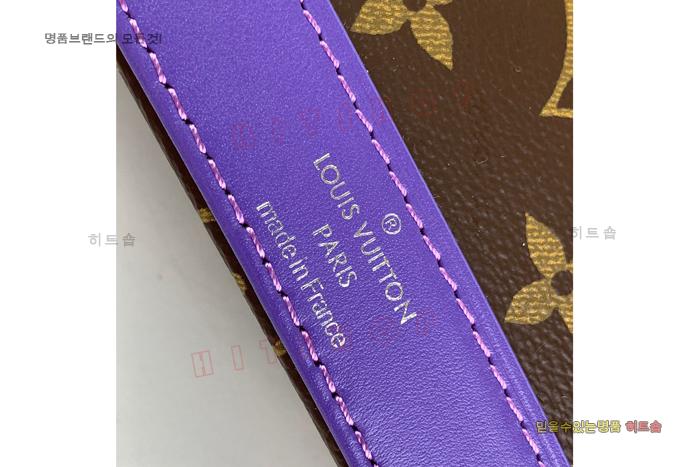 명품브랜드의 모든것!
LOUIS VUITTON®
PARIS
made in France
히트숍
히트숍
믿을수있는명품 히트숍